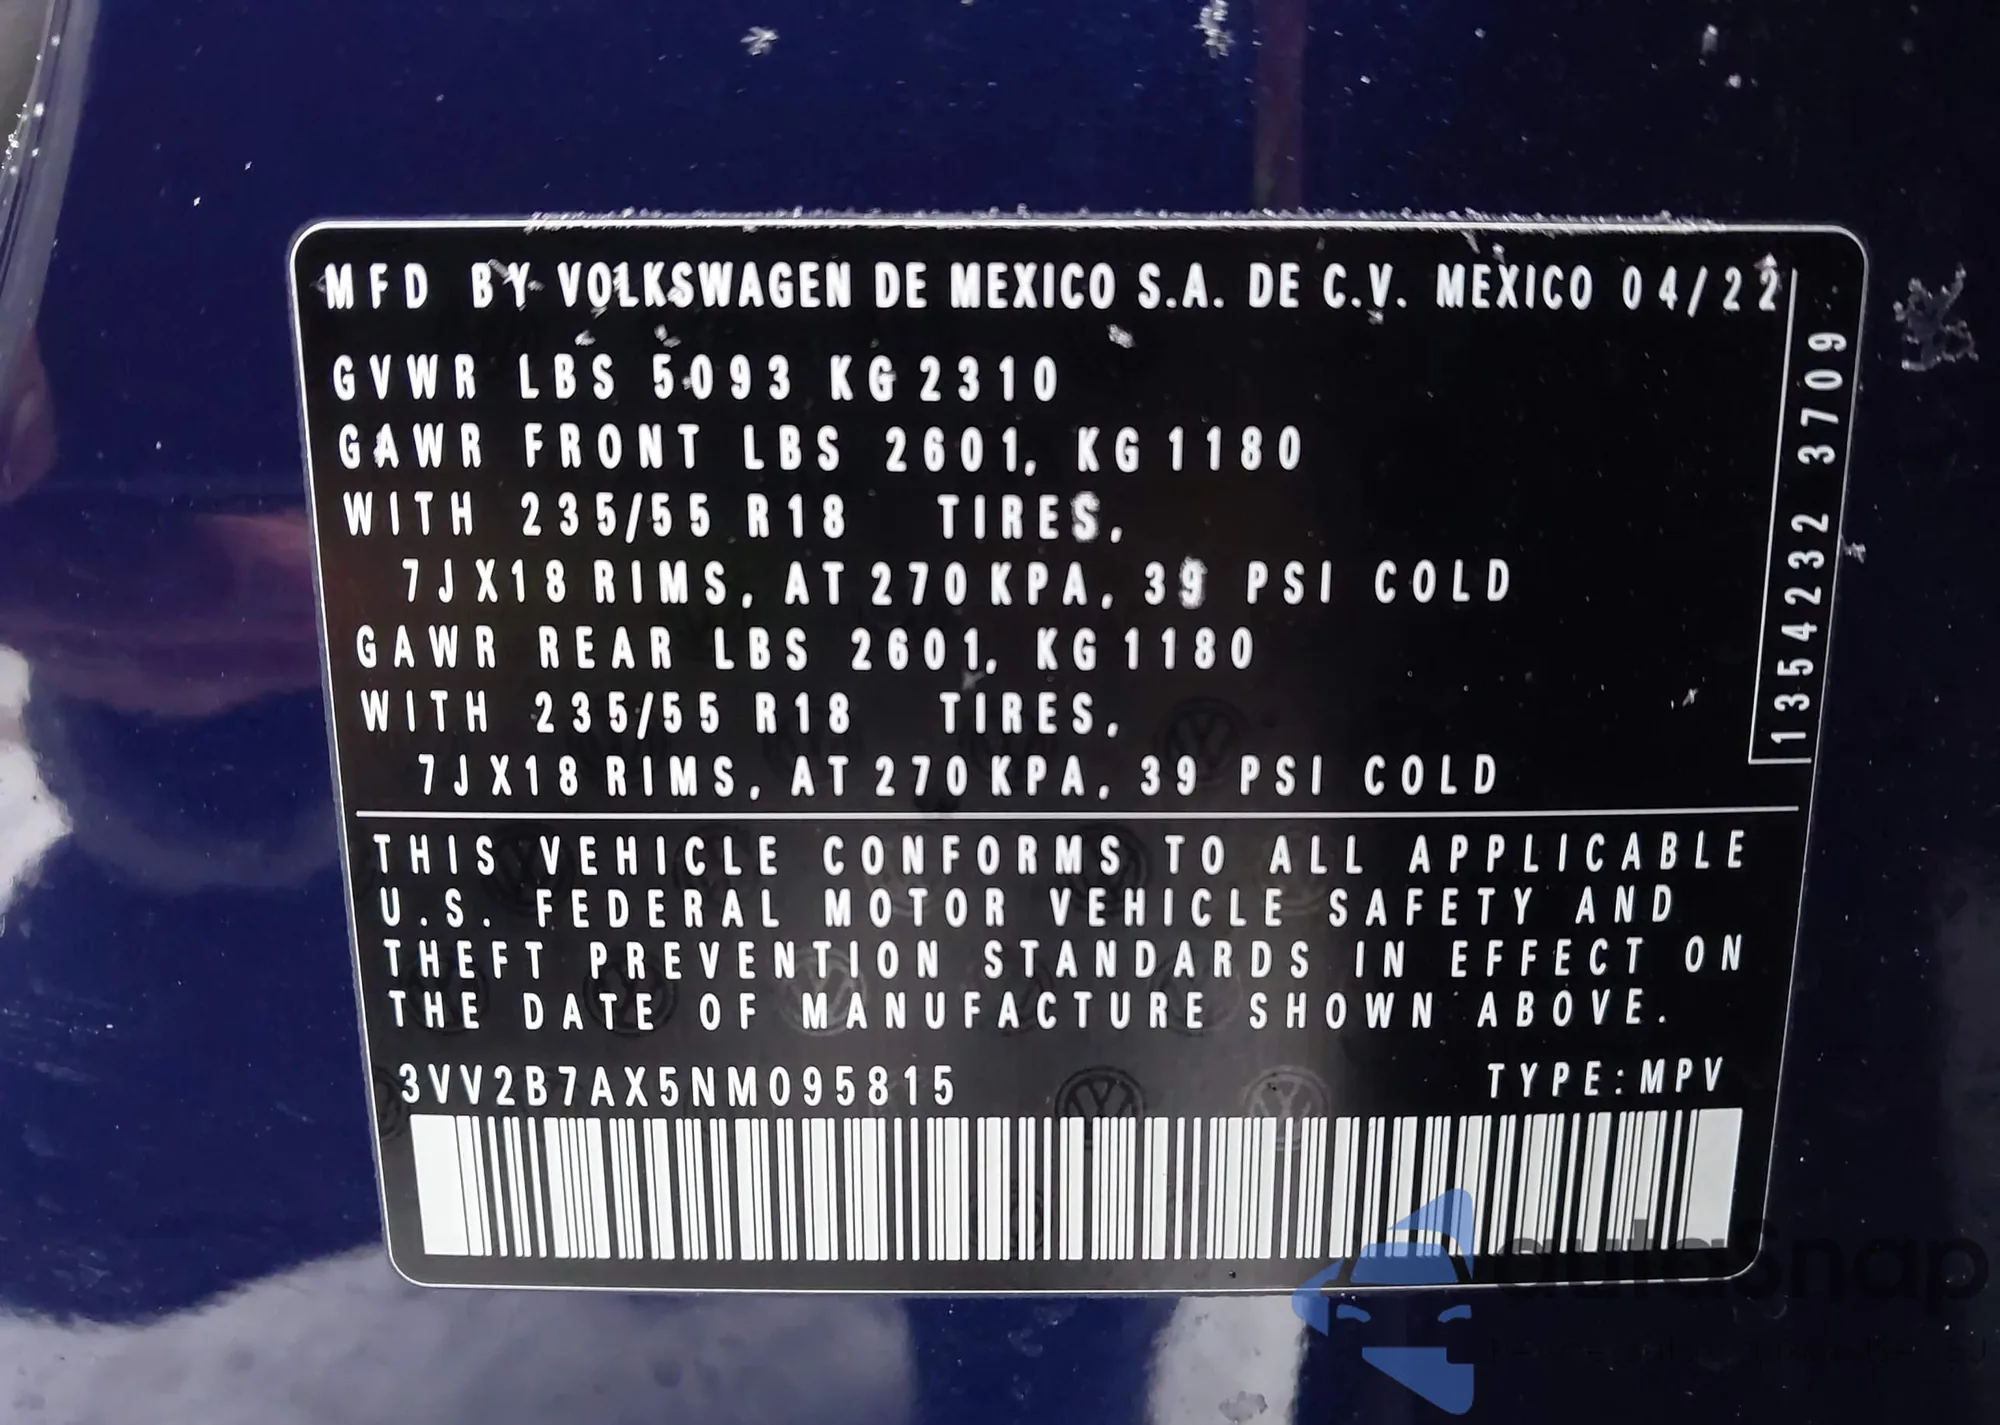 MFD BY VOLKSWAGEN DE MEXICO S.A. DE C.V. MEXICO 04/22
GVWR LBS 5093 KG 2310
GAWR FRONT LBS 2601, KG 1180
WITH 235/55 R18 TIRES,
7JX18 RIMS, AT 270 KPA, 39 PSI COLD
GAWR REAR LBS 2601, KG 1180
WITH 235/55 R18 TIRES,
7JX18 RIMS, AT 270 KPA, 39 PSI COLD
1354232 3709
THIS VEHICLE CONFORMS TO ALL APPLICABLE
U.S. FEDERAL MOTOR VEHICLE SAFETY AND
THEFT PREVENTION STANDARDS IN EFFECT ON
THE DATE OF MANUFACTURE SHOWN ABOVE.
3VV2B7AX5NM095815 TYPE:MPV
autosnap